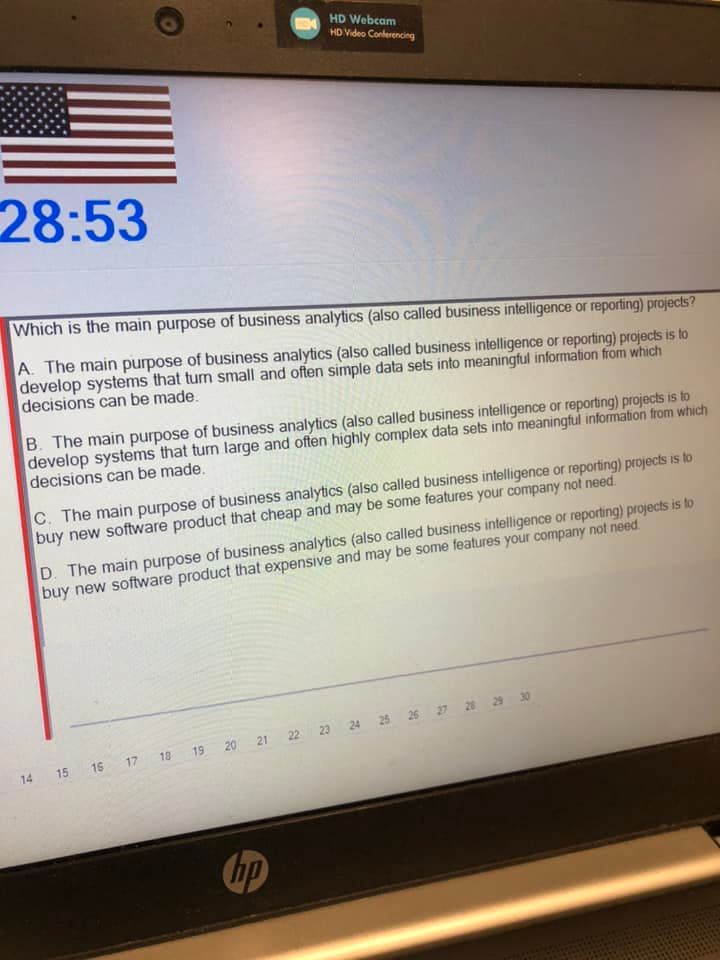 HD Webcam
HD Video Conferencing
28:53
Which is the main purpose of business analytics (also called business intelligence or reporting) projects?
A. The main purpose of business analytics (also called business intelligence or reporting) projects is to
develop systems that turn small and often simple data sets into meaningful information from which
decisions can be made.
B. The main purpose of business analytics (also called business intelligence or reporting) projects is to
develop systems that turn large and often highly complex data sets into meaningful information from which
decisions can be made.
C. The main purpose of business analytics (also called business intelligence or reporting) projects is to
buy new software product that cheap and may be some features your company not need.
D. The main purpose of business analytics (also called business intelligence or reporting) projects is to
buy new software product that expensive and may be some features your company not need.
14 15 16 17 18 19 20 21 22 23 24 25 26 27 28 29 30
hp